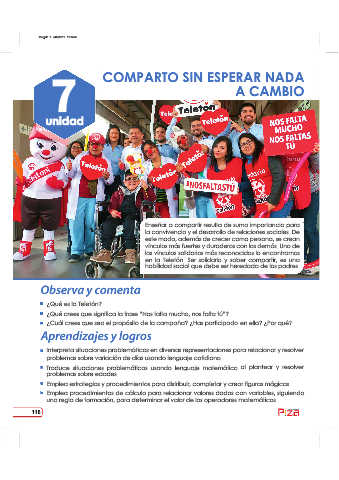 7
unidad
COMPARTO SIN ESPERAR NADA
A CAMBIO
Teletón
Teletón
Teletón
Teletón
Teletón
#NOSFALTASTÚ
NOS FALTA
MUCHO
NOS FALTAS
TÚ
Enseñar a compartir resulta de suma importancia para
la convivencia y el desarrollo de relaciones sociales. De
este modo, además de crecer como persona, se crean
vínculos más fuertes y duraderos con los demás. Uno de
los vínculos solidarios más reconocidos lo encontramos
en la Teletón. Ser solidario y saber compartir, es una
habilidad social que debe ser heredada de los padres.
Observa y comenta
¿Qué es la Teletón?
¿Qué crees que significa la frase "Nos falta mucho, nos falta tú"?
¿Cuál crees que sea el propósito de la campaña? ¿Has participado en ella? ¿Por qué?
Aprendizajes y logros
Interpreta situaciones problemáticas en diversas representaciones para relacionar y resolver
problemas sobre variación de días usando lenguaje cotidiano
Traduce situaciones problemáticas usando lenguaje matemático al plantear y resolver
problemas sobre edades
Emplea estrategias y procedimientos para distribuir, completar y crear figuras mágicas
Emplea procedimientos de cálculo para relacionar valores dados con variables, siguiendo
una regla de formación, para determinar el valor de los operadores matemáticos
118